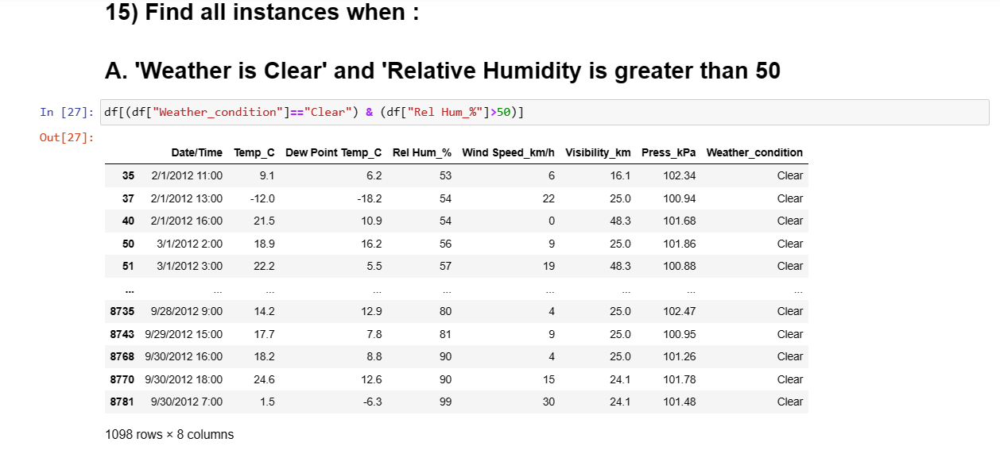 15) Find all instances when :
A. 'Weather is Clear' and 'Relative Humidity is greater than 50
In [27]: df[(df["Weather_condition"]=="Clear") & (df["Rel Hum_%"]>50)]
Out[27]:
Date/Time Temp_C Dew Point Temp_C Rel Hum_% Wind Speed_km/h Visibility_km Press_kPa Weather_condition
35 2/1/2012 11:00 9.1 6.2 53 6 16.1 102.34 Clear
37 2/1/2012 13:00 -12.0 -18.2 54 22 25.0 100.94 Clear
40 2/1/2012 16:00 21.5 10.9 54 0 48.3 101.68 Clear
50 3/1/2012 2:00 18.9 16.2 56 9 25.0 101.86 Clear
51 3/1/2012 3:00 22.2 5.5 57 19 48.3 100.88 Clear
... ... ... ... ... ... ... ... ...
8735 9/28/2012 9:00 14.2 12.9 80 4 25.0 102.47 Clear
8743 9/29/2012 15:00 17.7 7.8 81 9 25.0 100.95 Clear
8768 9/30/2012 16:00 18.2 8.8 90 4 25.0 101.26 Clear
8770 9/30/2012 18:00 24.6 12.6 90 15 24.1 101.78 Clear
8781 9/30/2012 7:00 1.5 -6.3 99 30 24.1 101.48 Clear
1098 rows × 8 columns